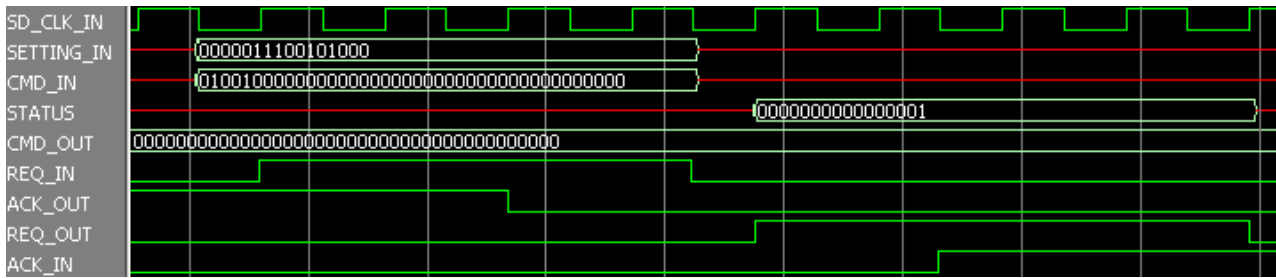 SD_CLK_IN
SETTING_IN 0000011100101000
CMD_IN 0100100000000000000000000000000000000000
STATUS 0000000000000001
CMD_OUT 0000000000000000000000000000000000000000
REQ_IN
ACK_OUT
REQ_OUT
ACK_IN